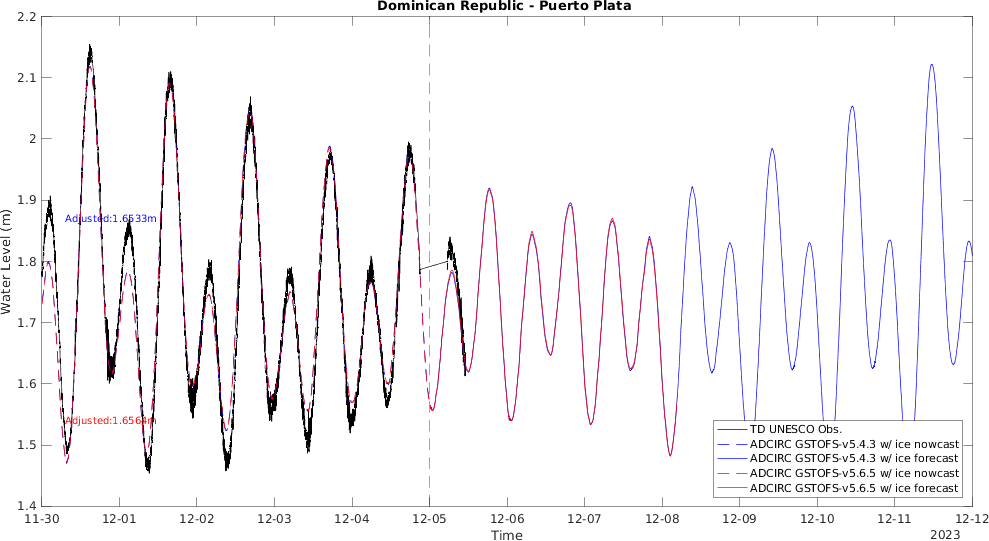 Dominican Republic - Puerto Plata
2.2
2.1
2
1.9
1.8
1.7
1.6
1.5
1.4
Water Level (m)
Adjusted:1.6533m
Adjusted:1.6564m
TD UNESCO Obs.
ADCIRC GSTOFS-v5.4.3 w/ ice nowcast
ADCIRC GSTOFS-v5.4.3 w/ ice forecast
ADCIRC GSTOFS-v5.6.5 w/ ice nowcast
ADCIRC GSTOFS-v5.6.5 w/ ice forecast
11-30 12-01 12-02 12-03 12-04 12-05 12-06 12-07 12-08 12-09 12-10 12-11 12-12
Time
2023